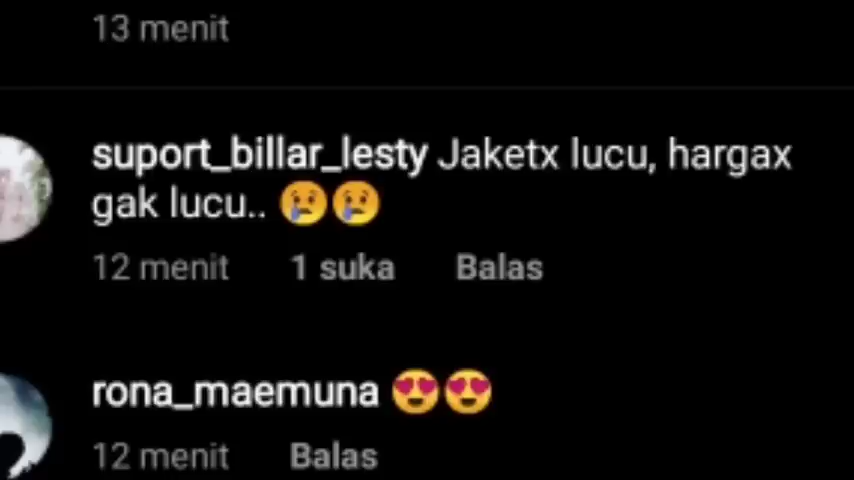 13 menit
suport_billar_lesty Jaketx lucu, hargax
gak lucu.. 😢😢
12 menit 1 suka Balas
rona_maemuna 😍😍
12 menit Balas